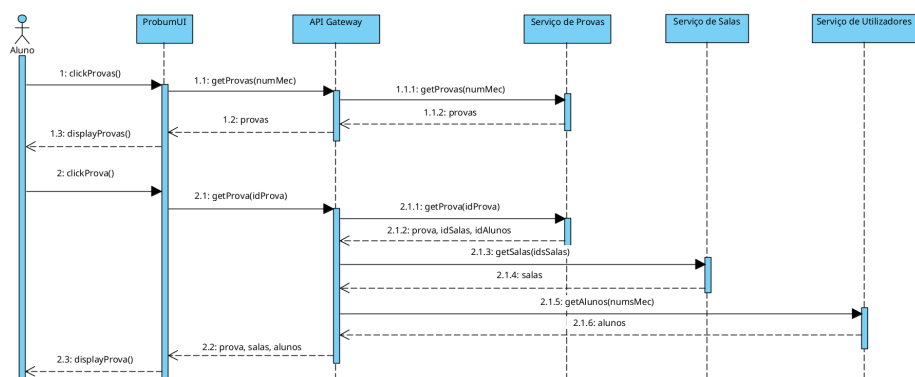 ProbumUI
API Gateway
Serviço de Provas
Serviço de Salas
Serviço de Utilizadores
Aluno
1: clickProvas()
1.1: getProvas(numMec)
1.1.1: getProvas(numMec)
1.1.2: provas
1.2: provas
1.3: displayProvas()
2: clickProva()
2.1: getProva(idProva)
2.1.1: getProva(idProva)
2.1.2: prova, idSalas, idAlunos
2.1.3: getSalas(idsSalas)
2.1.4: salas
2.1.5: getAlunos(numsMec)
2.1.6: alunos
2.2: prova, salas, alunos
2.3: displayProva()